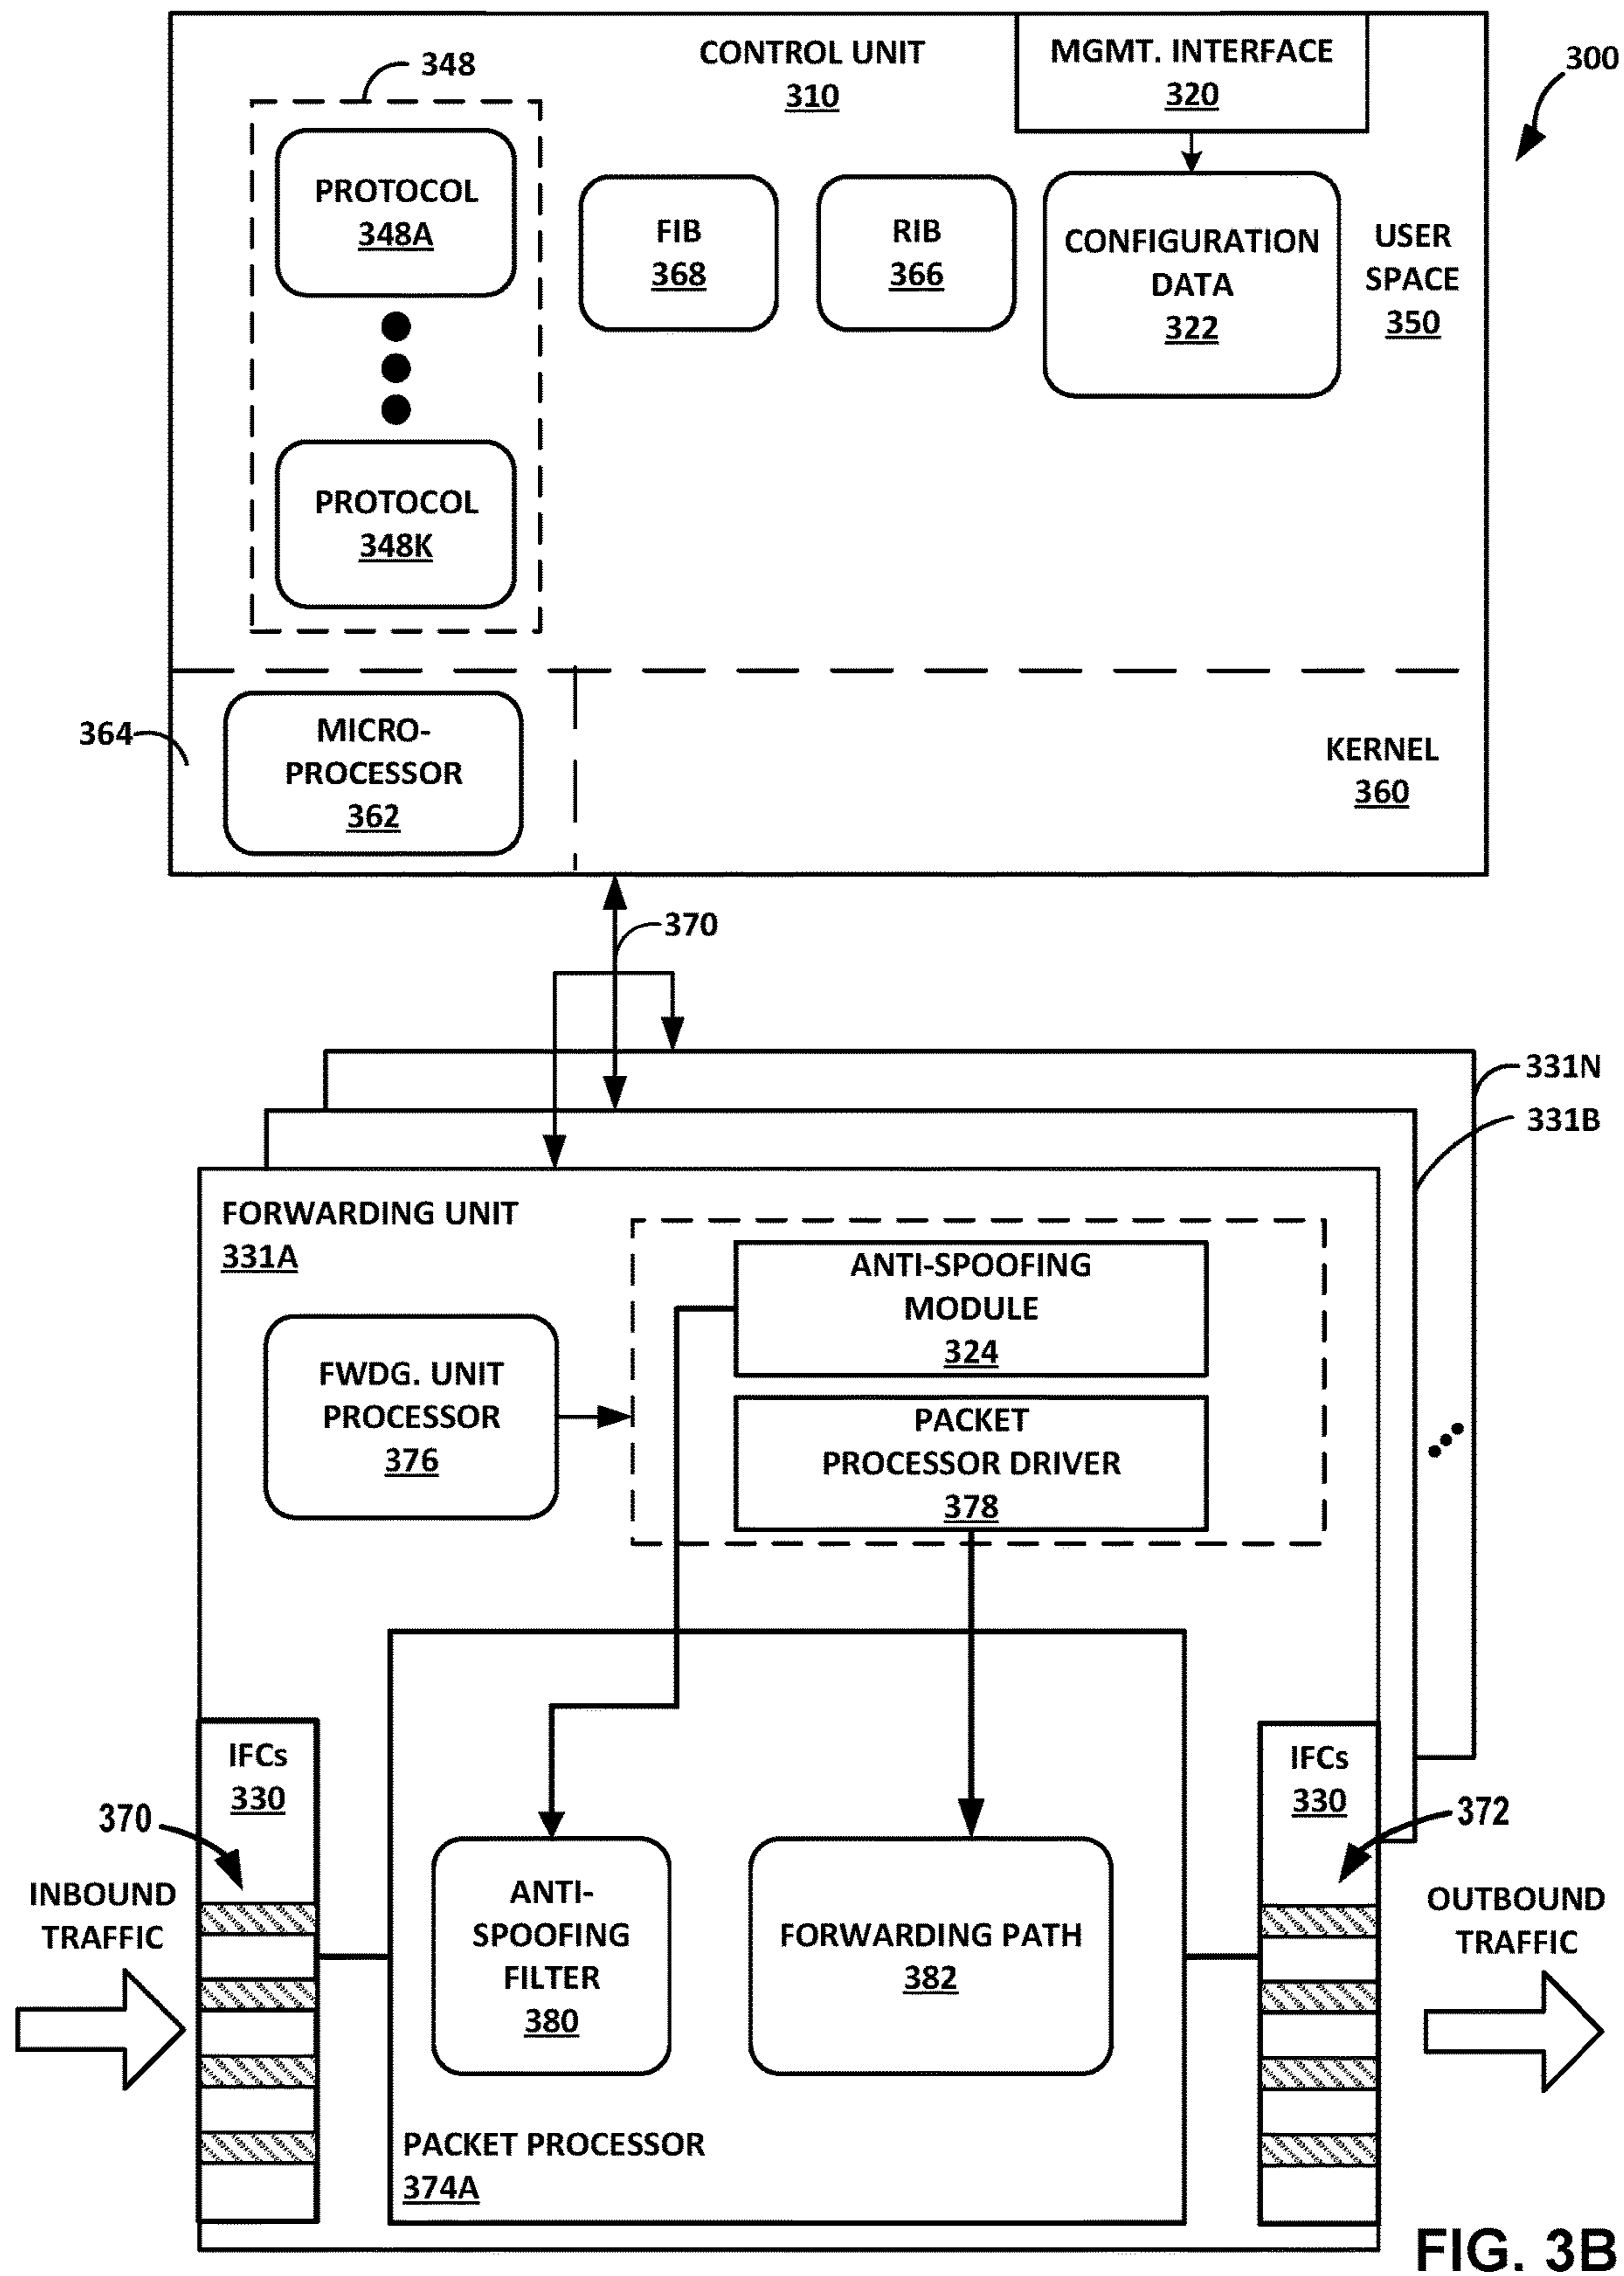 CONTROL UNIT
310
MGMT. INTERFACE
320
300
348
PROTOCOL
348A
FIB
368
RIB
366
CONFIGURATION
DATA
322
USER
SPACE
350
PROTOCOL
348K
364
MICRO-
PROCESSOR
362
KERNEL
360
370
331N
331B
FORWARDING UNIT
331A
ANTI-SPOOFING
MODULE
324
FWDG. UNIT
PROCESSOR
376
PACKET
PROCESSOR DRIVER
378
IFCs
330
IFCs
330
370
372
INBOUND
TRAFFIC
ANTI-
SPOOFING
FILTER
380
FORWARDING PATH
382
OUTBOUND
TRAFFIC
PACKET PROCESSOR
374A
FIG. 3B